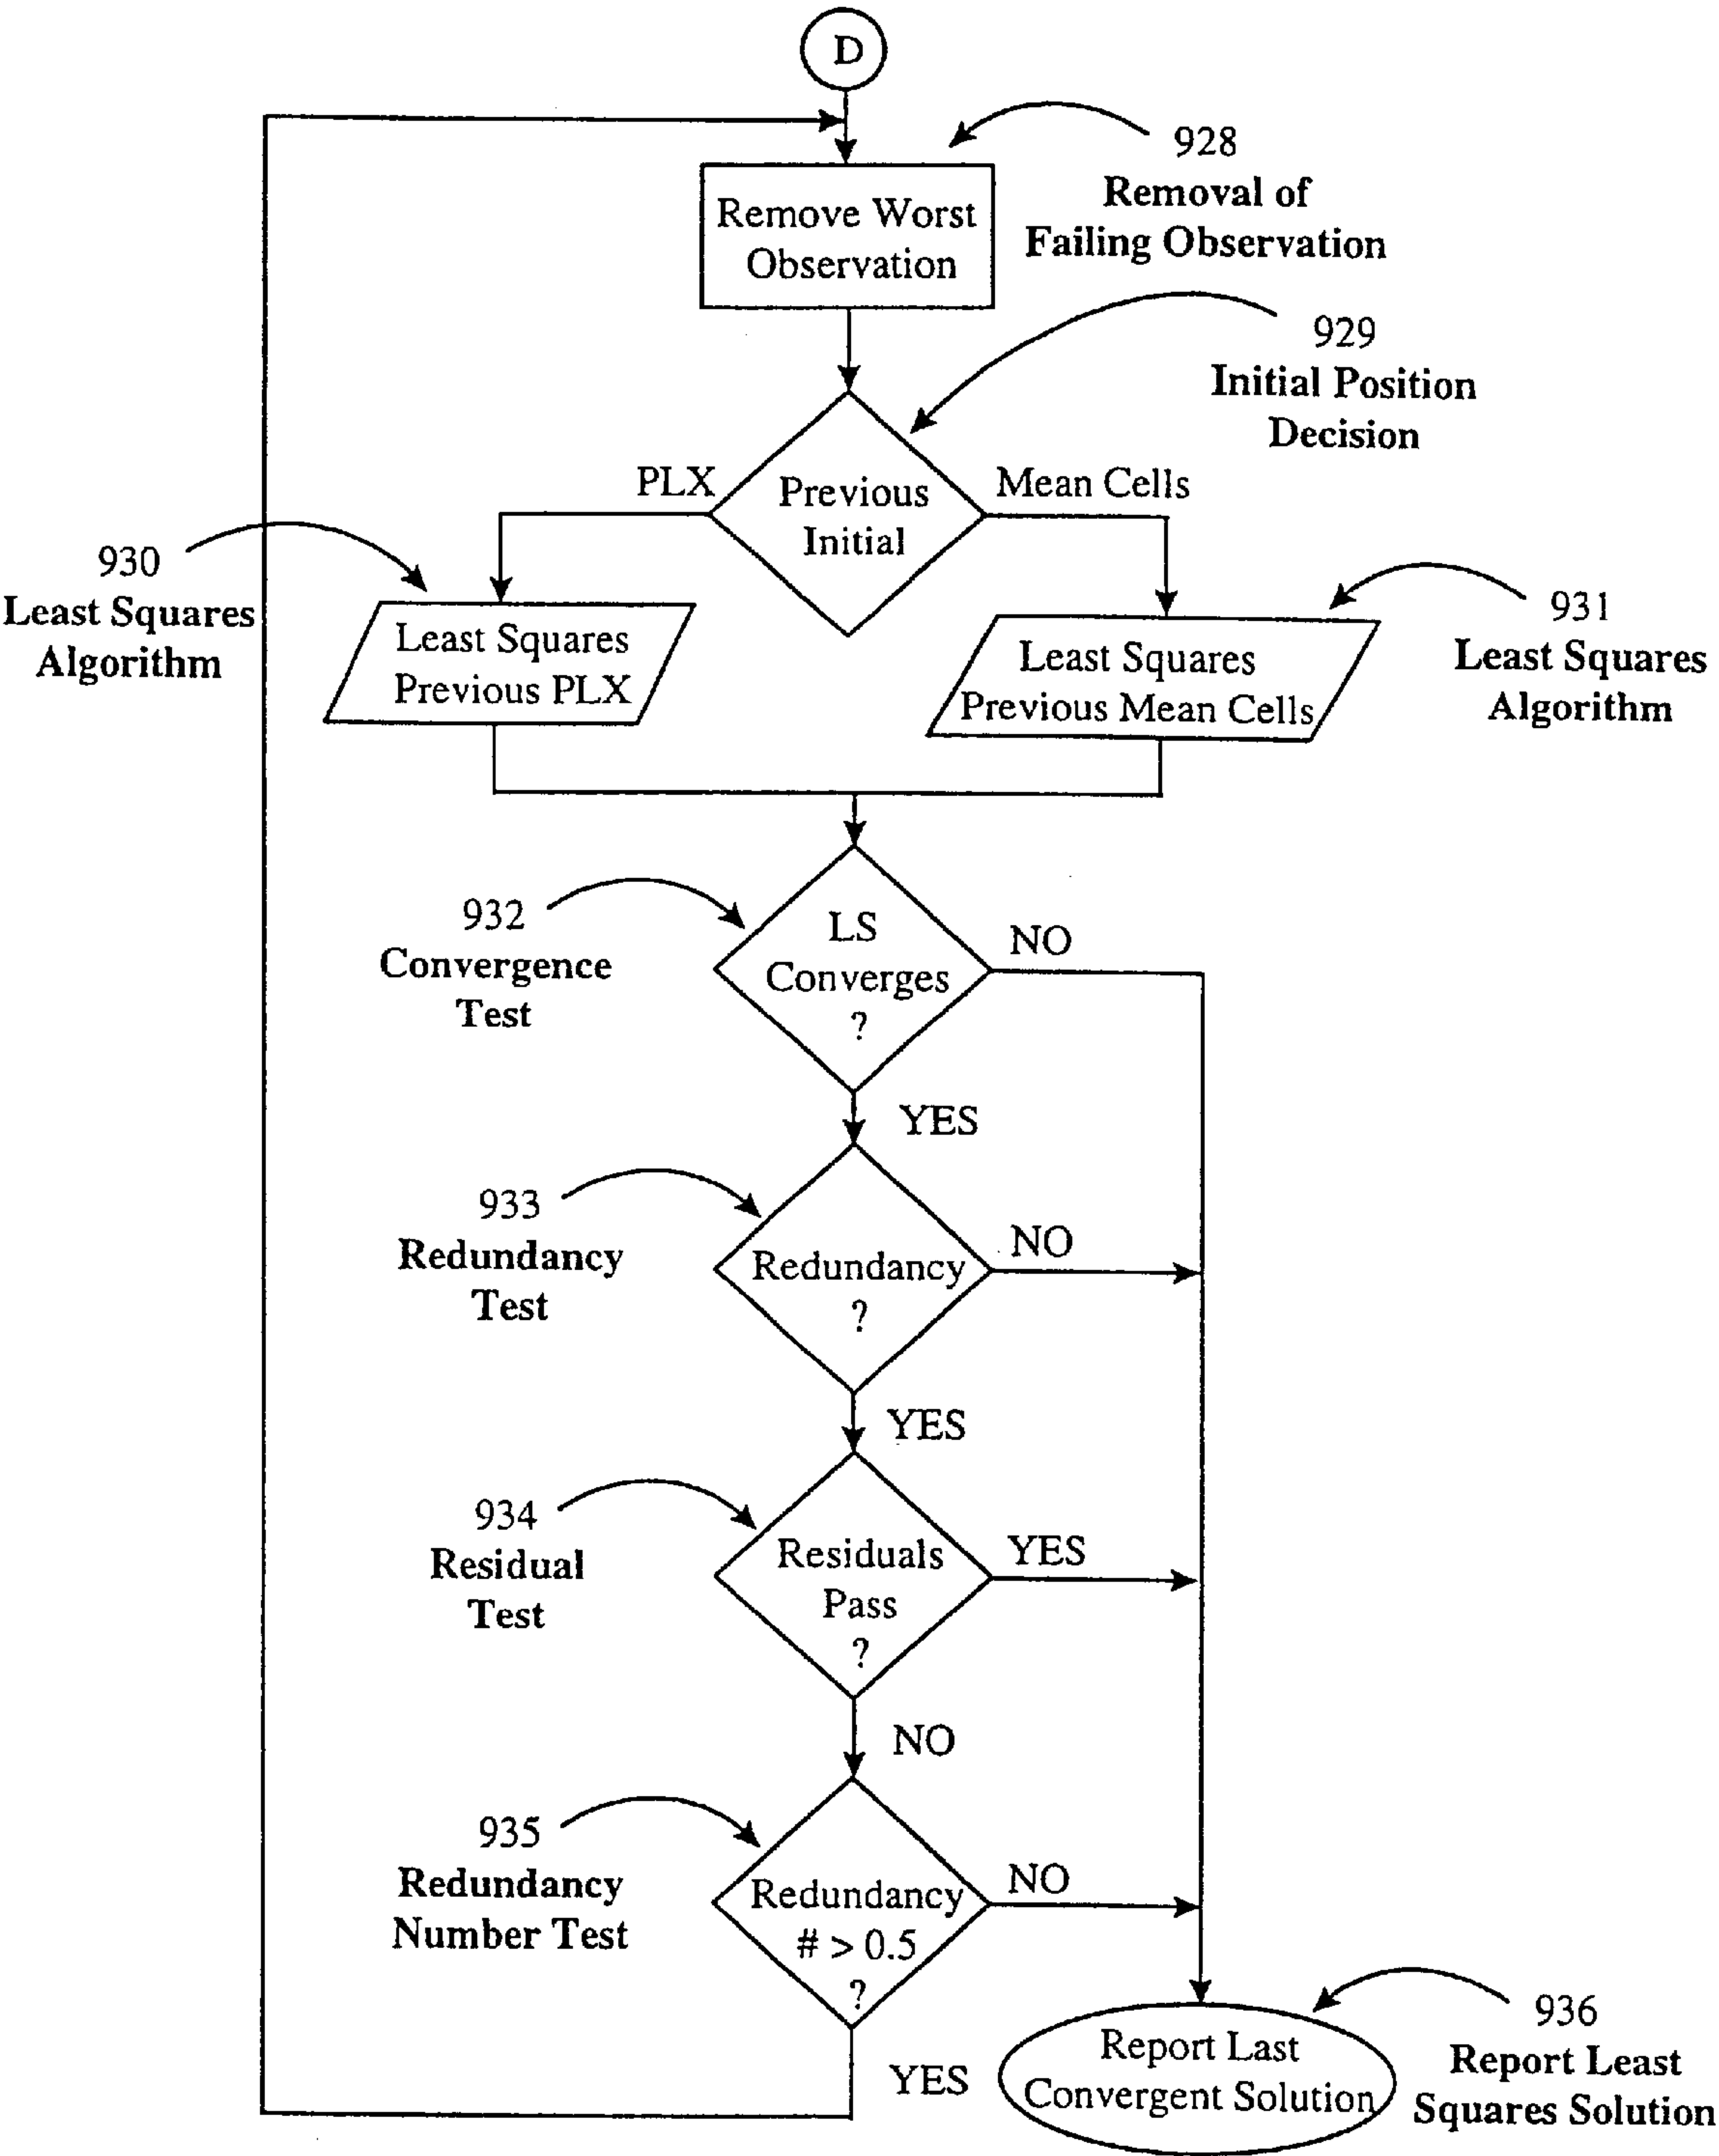 D
928
Removal of
Failing Observation
Remove Worst
Observation
929
Initial Position
Decision
PLX
Previous
Initial
Mean Cells
930
Least Squares
Algorithm
Least Squares
Previous PLX
Least Squares
Previous Mean Cells
931
Least Squares
Algorithm
932
Convergence
Test
LS
Converges
?
NO
YES
933
Redundancy
Test
Redundancy
?
NO
YES
934
Residual
Test
Residuals
Pass
?
YES
NO
935
Redundancy
Number Test
Redundancy
# > 0.5
?
NO
YES
Report Last
Convergent Solution
936
Report Least
Squares Solution